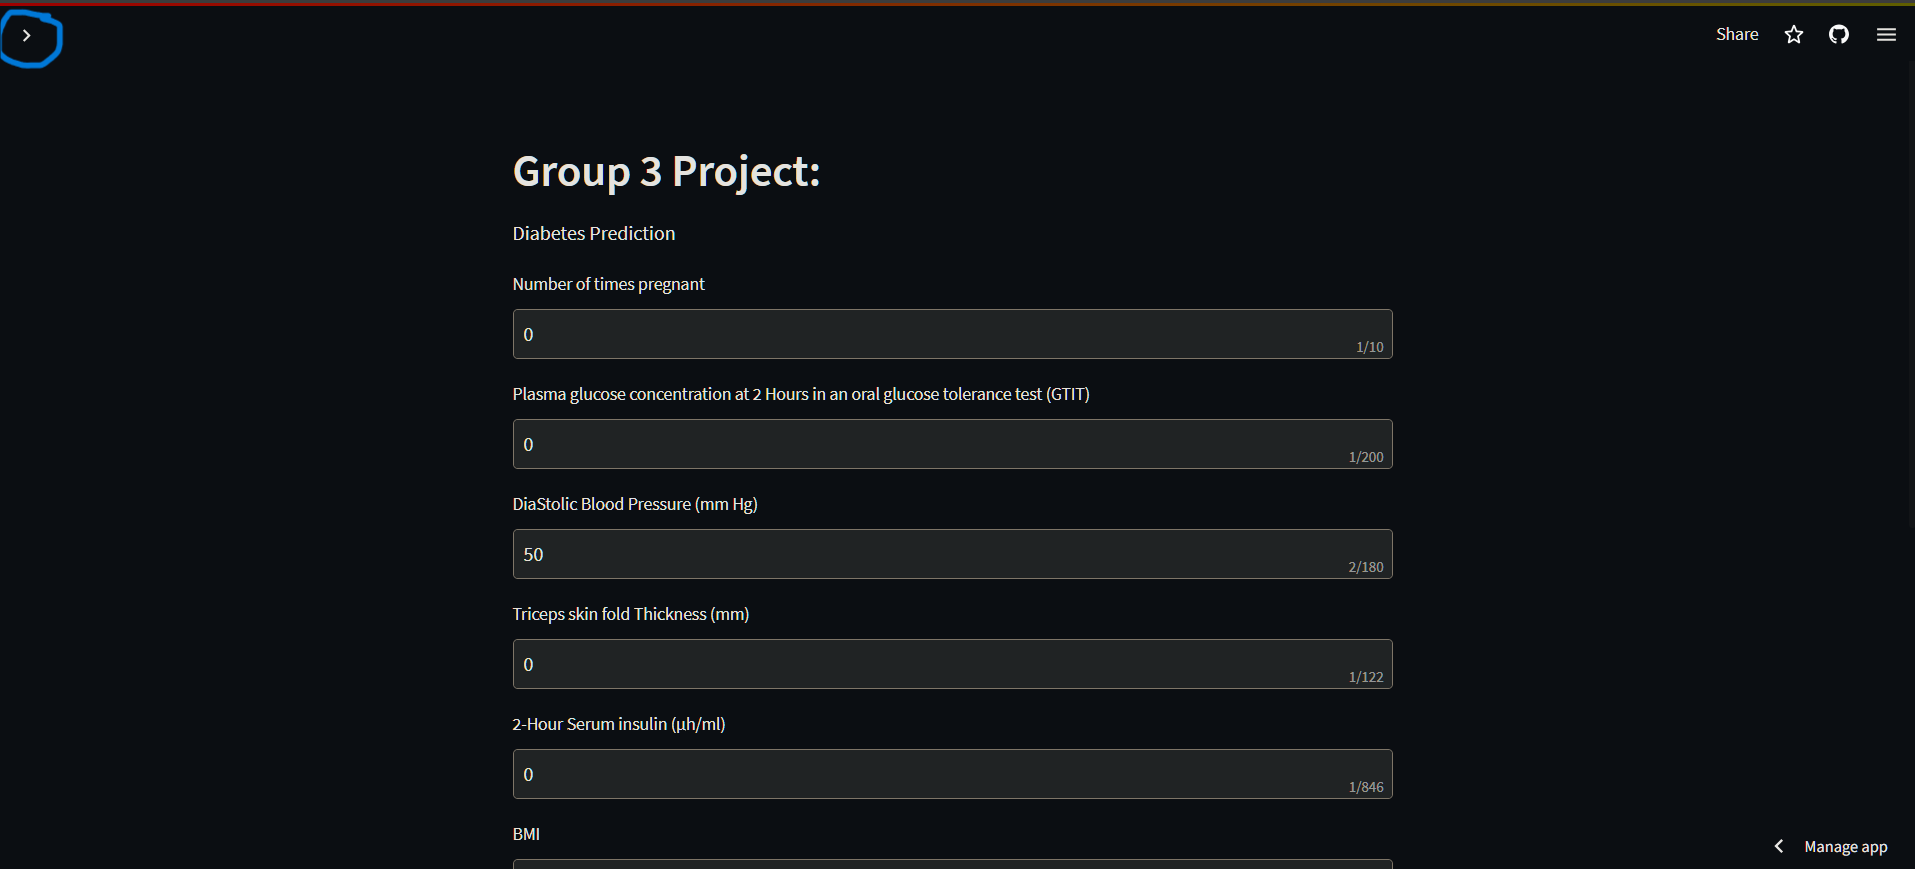 Share
Group 3 Project:
Diabetes Prediction
Number of times pregnant
0
1/10
Plasma glucose concentration at 2 Hours in an oral glucose tolerance test (GTIT)
0
1/200
DiaStolic Blood Pressure (mm Hg)
50
2/180
Triceps skin fold Thickness (mm)
0
1/122
2-Hour Serum insulin (µh/ml)
0
1/846
BMI
Manage app